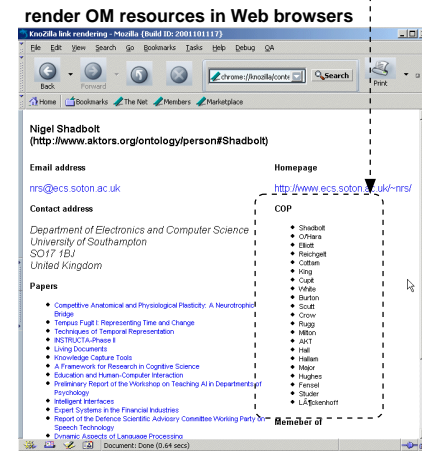 render OM resources in Web browsers
KnoZilla link rendering - Mozilla {Build ID: 2001101117}
File Edit View Search Go Bookmarks Tasks Help Debug QA
Back Forward chrome://knozilla/conte Search Print
Home Bookmarks The Net Members Marketplace
Nigel Shadbolt
(http://www.aktors.org/ontology/person#Shadbolt)
Email address
nrs@ecs.soton.ac.uk
Contact address
Department of Electronics and Computer Science
University of Southampton
SO17 1BJ
United Kingdom
Papers
Competitive Anatomical and Physiological Plasticity: A Neurotrophic
Bridge
Tempus Fugit I: Representing Time and Change
Techniques of Temporal Representation
INSTRUCTA-Phase II
Living Documents
Knowledge Capture Tools
A Framework for Research in Cognitive Science
Education and Human-Computer Interaction
Preliminary Report of the Workshop on Teaching AI in Departments of
Psychology
Intelligent Interfaces
Expert Systems in the Financial Industries
Report of the Defence Scientific Advisory Committee Working Party on
Speech Technology
Dynamic Aspects of Language Processing
Homepage
http://www.ecs.soton.ac.uk/~nrs/
COP
Shadbolt
O/Hara
Elliott
Reichgelt
Cottam
King
Cupit
White
Burton
Scutt
Crow
Rugg
Milton
AKT
Hall
Hallam
Major
Hughes
Fensel
Studer
LÃ¶ckenhoff
Memeber of
Document: Done (0.64 secs)